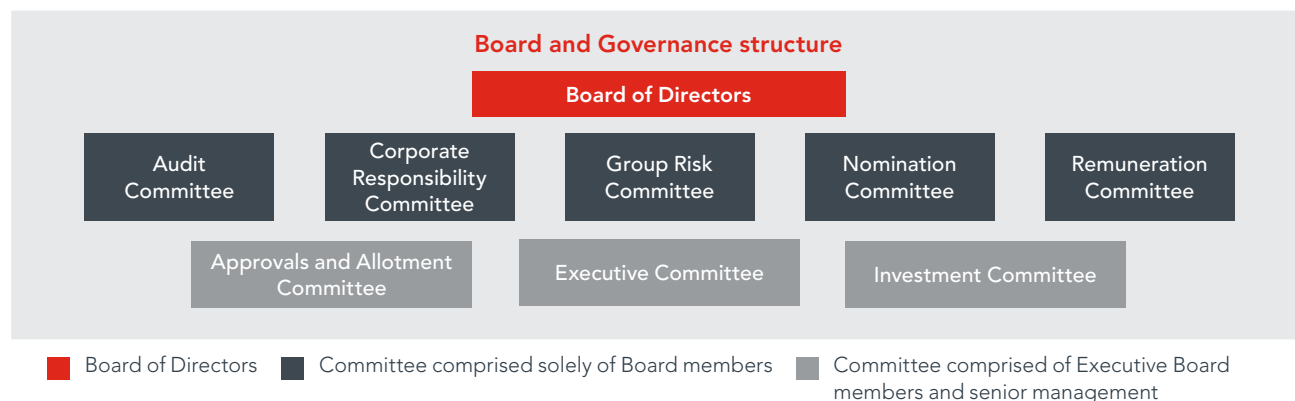 Board and Governance structure
Board of Directors
Audit
Committee
Corporate
Responsibility
Committee
Group Risk
Committee
Nomination
Committee
Remuneration
Committee
Approvals and Allotment
Committee
Executive Committee
Investment Committee
Board of Directors
Committee comprised solely of Board members
Committee comprised of Executive Board
members and senior management